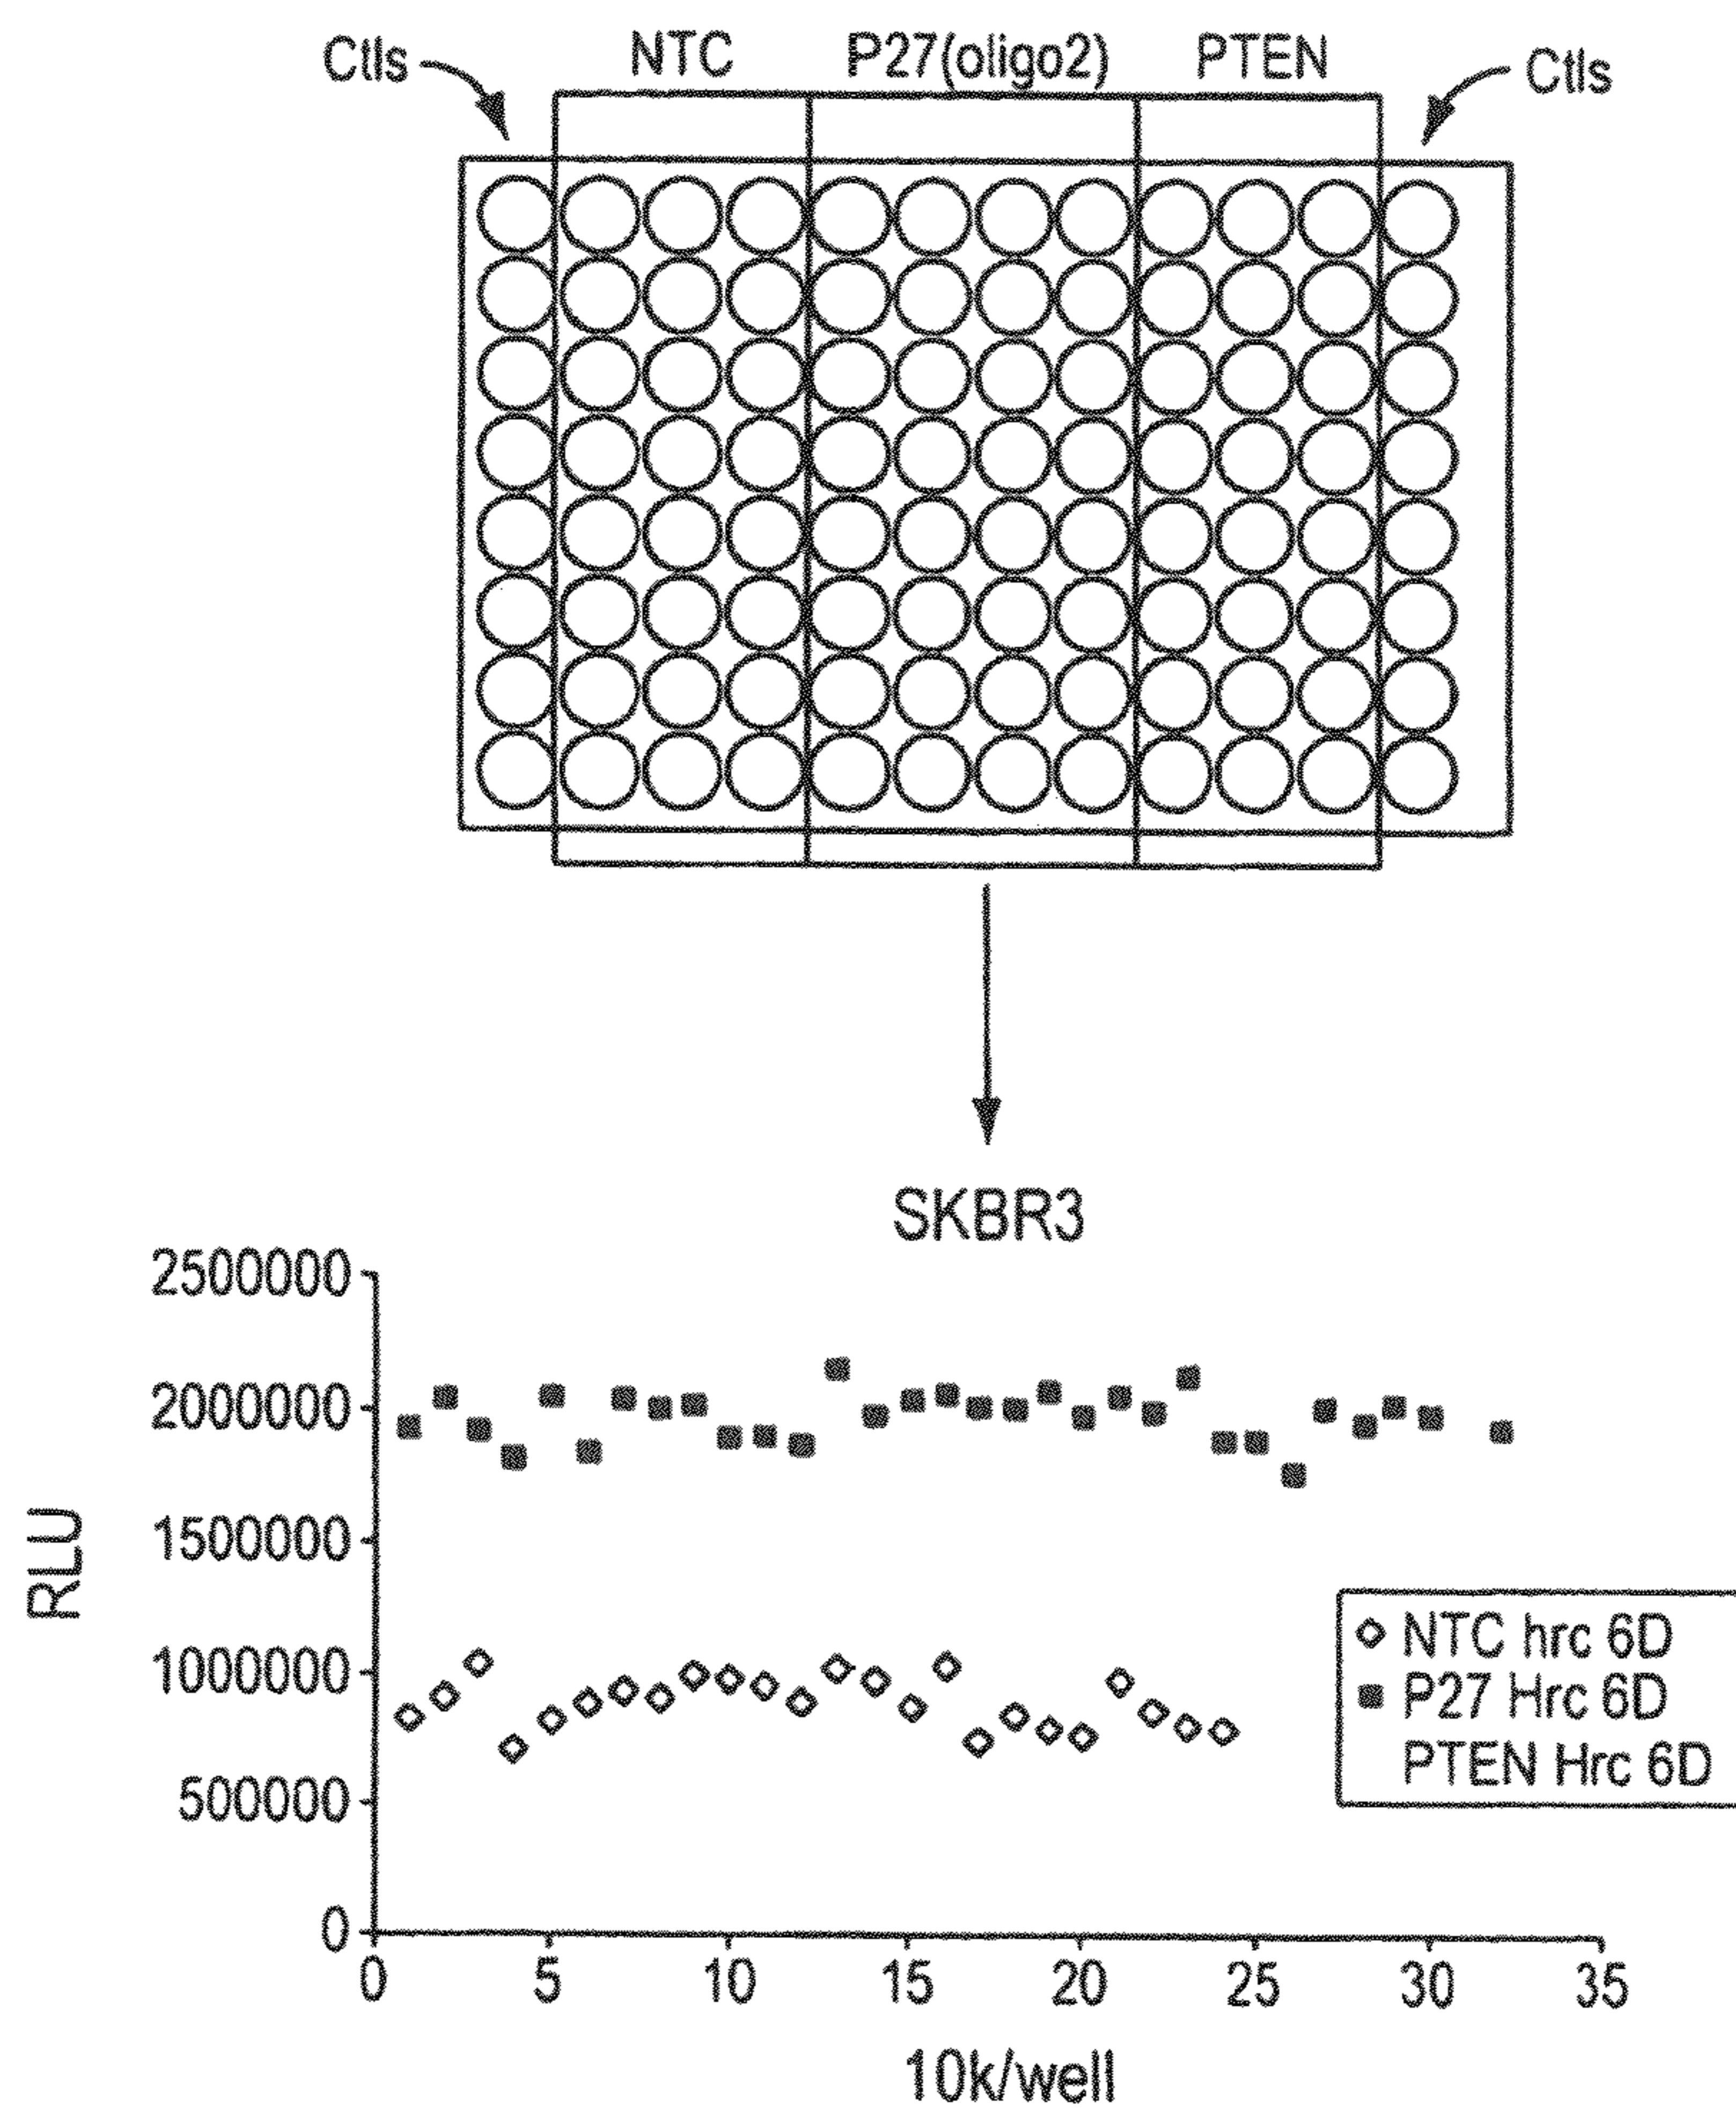 Ctls NTC P27(oligo2) PTEN Ctls
SKBR3
2500000
2000000
1500000
1000000
500000
0
RLU
0 5 10 15 20 25 30 35
10k/well
NTC hrc 6D
P27 Hrc 6D
PTEN Hrc 6D